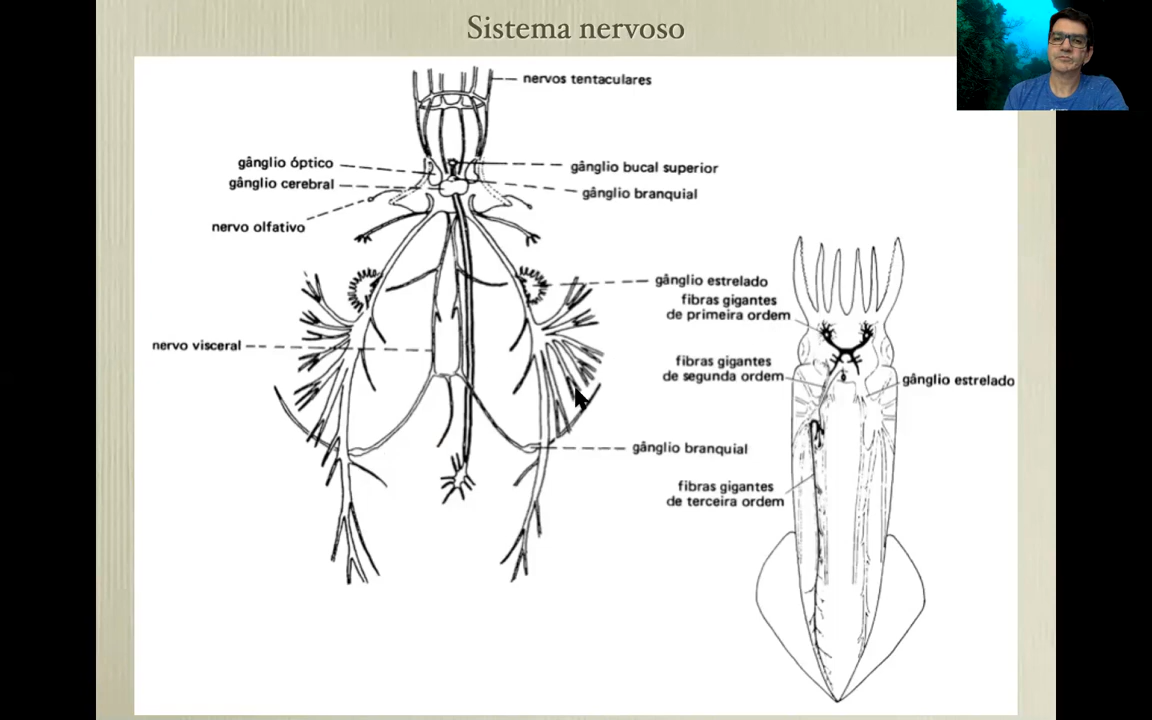 Sistema nervoso
nervos tentaculares
gânglio óptico
gânglio cerebral
nervo olfativo
gânglio bucal superior
gânglio branquial
gânglio estrelado
nervo visceral
gânglio branquial
fibras gigantes
de primeira ordem
fibras gigantes
de segunda ordem
gânglio estrelado
fibras gigantes
de terceira ordem